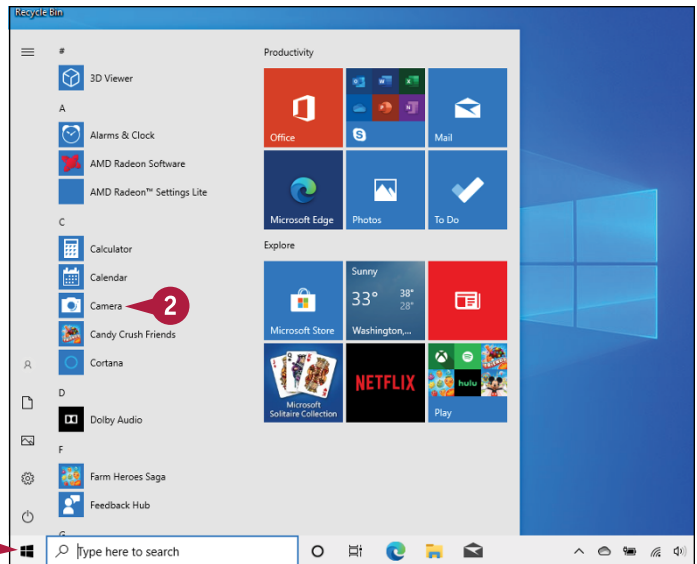 Recycle Bin
#
3D Viewer
A
Alarms & Clock
AMD Radeon Software
AMD Radeon™ Settings Lite
C
Calculator
Calendar
Camera
2
Candy Crush Friends
Cortana
D
Dolby Audio
F
Farm Heroes Saga
Feedback Hub
G
Productivity
Office
Mail
Microsoft Edge
Photos
To Do
Explore
Microsoft Store
Sunny
33°
38°
28°
Washington,...
Microsoft
Solitaire Collection
NETFLIX
hulu
Play
Type here to search